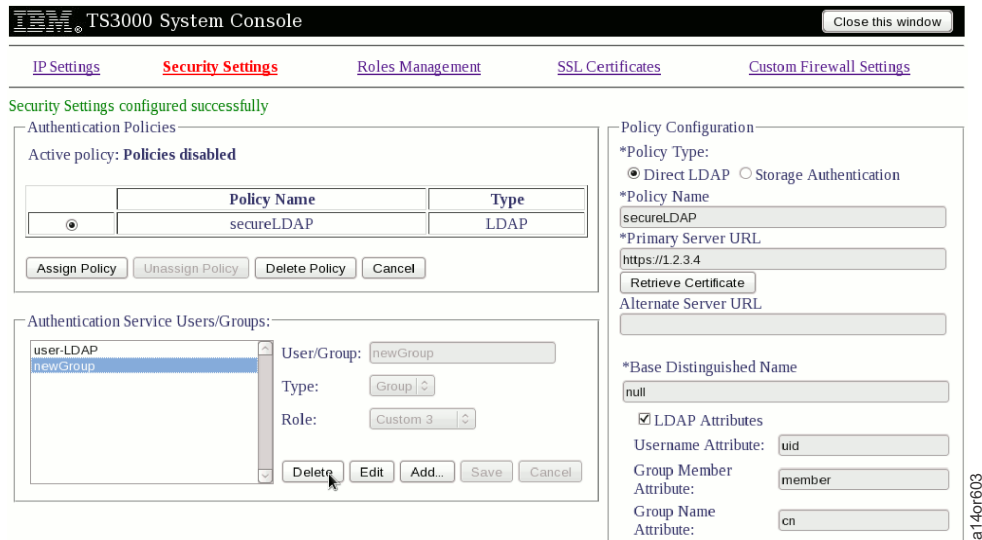 IBM® TS3000 System Console Close this window
IP Settings Security Settings Roles Management SSL Certificates Custom Firewall Settings
Security Settings configured successfully
Authentication Policies
Active policy: Policies disabled
Policy Name Type
secureLDAP LDAP
Assign Policy Unassign Policy Delete Policy Cancel
Authentication Service Users/Groups:
user-LDAP
newGroup
User/Group: newGroup
Type: Group
Role: Custom 3
Delete Edit Add... Save Cancel
Policy Configuration
*Policy Type:
Direct LDAP Storage Authentication
*Policy Name
secureLDAP
*Primary Server URL
https://1.2.3.4
Retrieve Certificate
Alternate Server URL
*Base Distinguished Name
null
LDAP Attributes
Username Attribute: uid
Group Member
Attribute:
member
Group Name
Attribute:
cn
a14or603